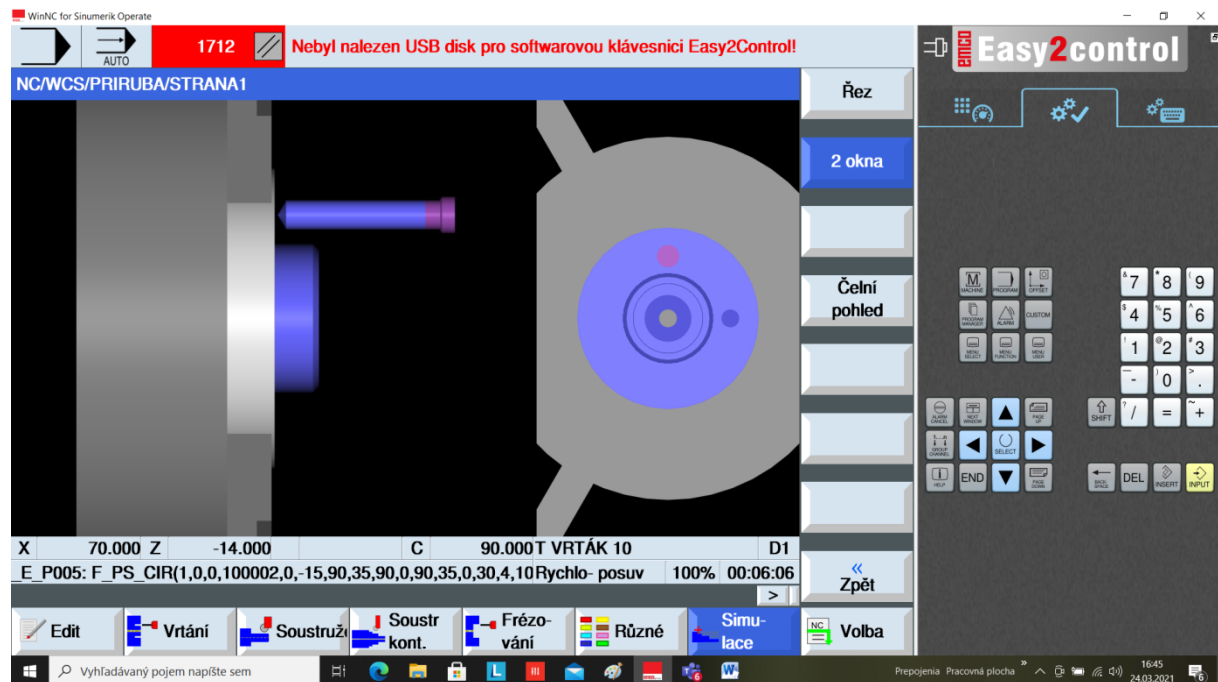 WinNC for Sinumerik Operate
AUTO
1712
Nebyl nalezen USB disk pro softwarovou klávesnici Easy2Control!
NC/WCS/PRIRUBA/STRANA1
Řez
2 okna
Čelní
pohled
X 70.000 Z -14.000 C 90.000 T VRTÁK 10 D1
_E_P005: F_PS_CIR(1,0,0,100002,0,-15,90,35,90,0,90,35,0,30,4,10 Rychlo- posuv 100% 00:06:06
«
Zpět
>
Edit
Vrtání
Soustruž
Soustr
kont.
Frézo-
vání
Různé
Simu-
lace
NC
Volba
emco
Easy2control
M
MACHINE
PROGRAM
OFFSET
PROGRAM
MANAGER
ALARM
CUSTOM
MENU
SELECT
MENU
FUNCTION
MENU
USER
& 7 * 8 ( 9
$ 4 % 5 ^ 6
! 1 @ 2 # 3
_ - ) 0 > .
? / = ~ +
ALARM
CANCEL
NEXT
WINDOW
PAGE
UP
SHIFT
GROUP
CHANNEL
SELECT
HELP
END
PAGE
DOWN
BACK-
SPACE
DEL
INSERT
INPUT
Vyhľadávaný pojem napíšte sem
Prepojenia Pracovná plocha »
16:45
24.03.2021
6